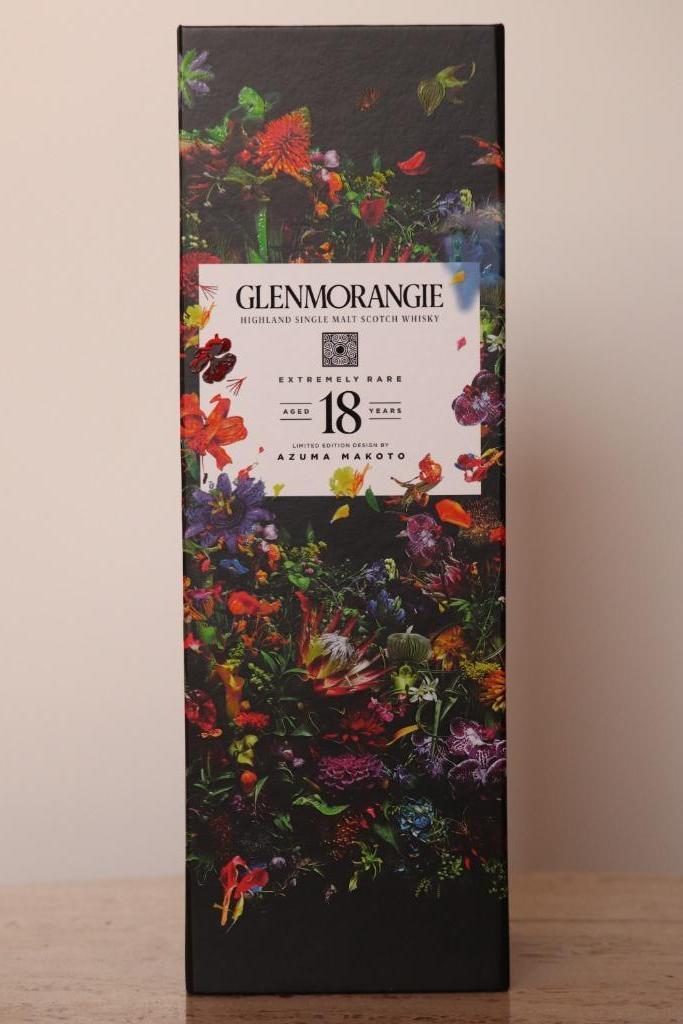 GLENMORANGIE
HIGHLAND SINGLE MALT SCOTCH WHISKY
EXTREMELY RARE
AGED 18 YEARS
LIMITED EDITION DESIGN BY
AZUMA MAKOTO